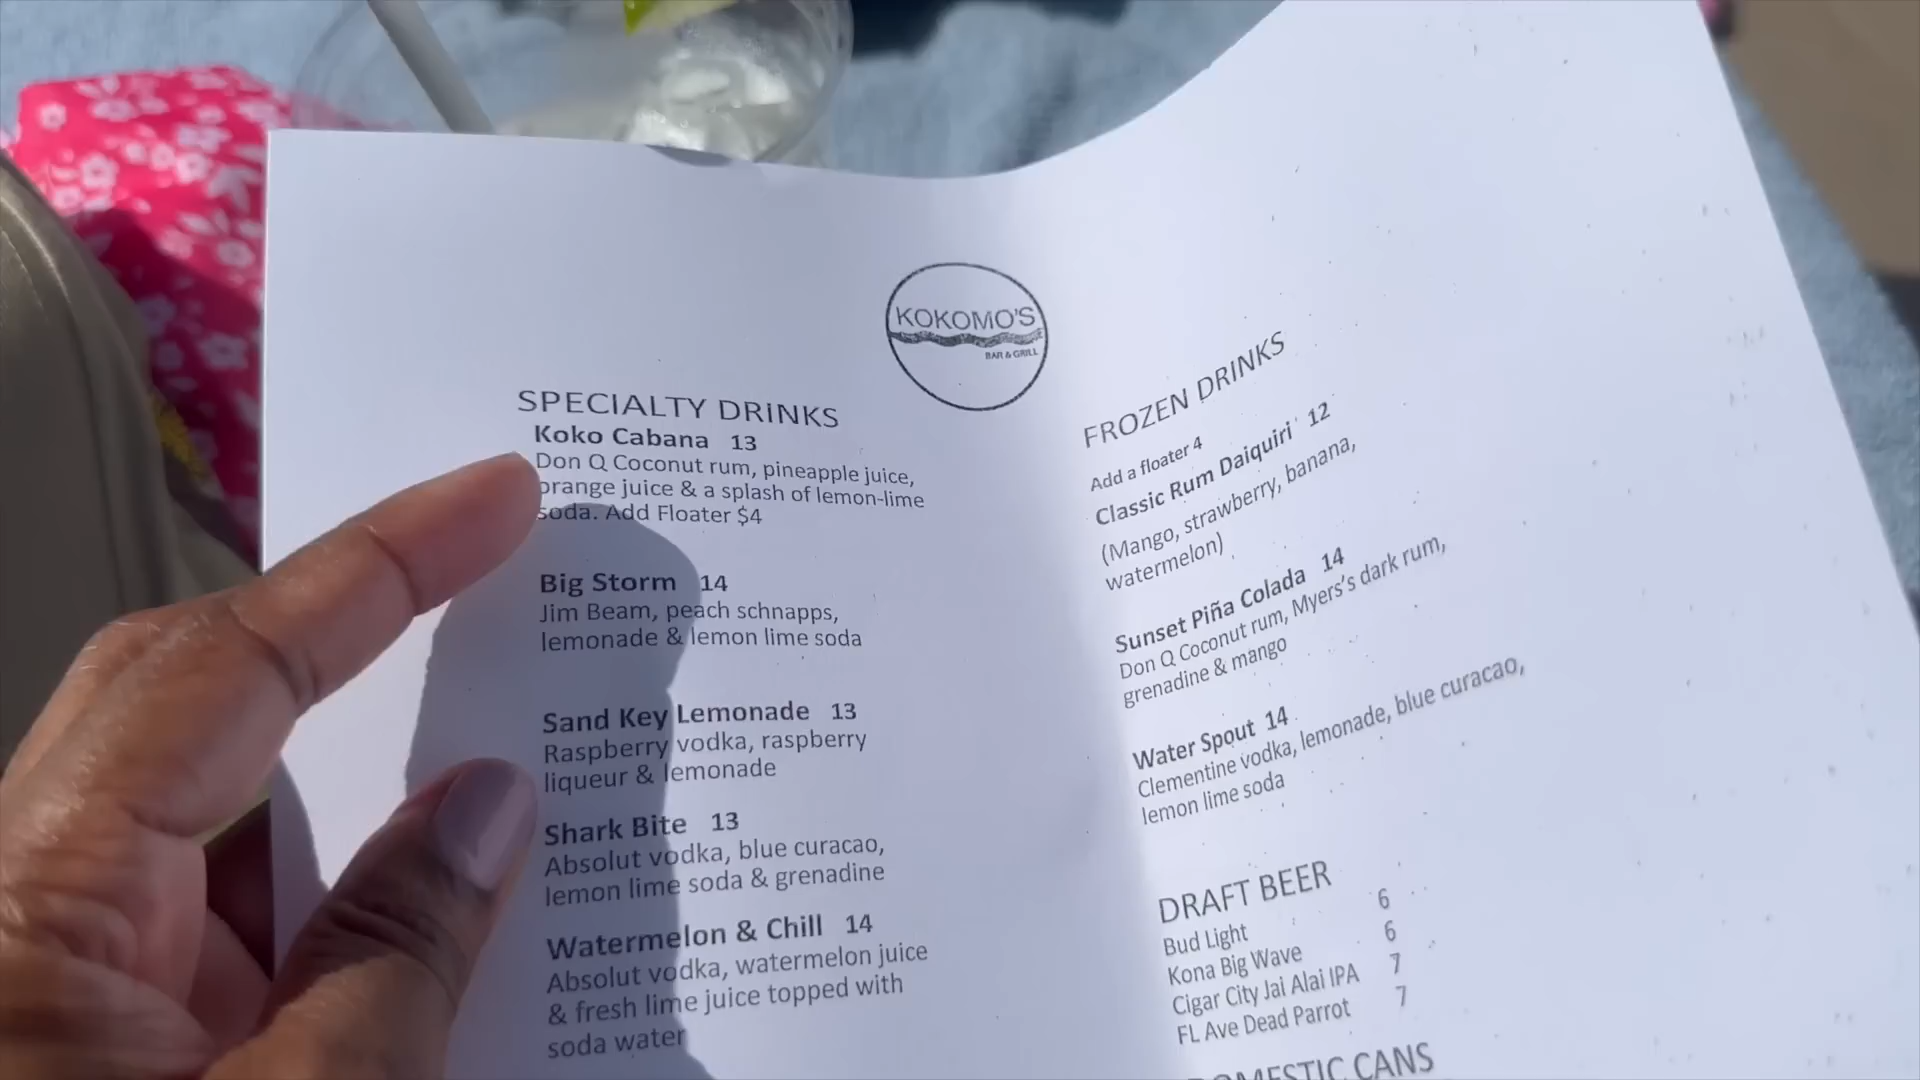 KOKOMO'S
BAR & GRILL
SPECIALTY DRINKS
Koko Cabana 13
Don Q Coconut rum, pineapple juice,
orange juice & a splash of lemon-lime
soda. Add Floater $4
Big Storm 14
Jim Beam, peach schnapps,
lemonade & lemon lime soda
Sand Key Lemonade 13
Raspberry vodka, raspberry
liqueur & lemonade
Shark Bite 13
Absolut vodka, blue curacao,
lemon lime soda & grenadine
Watermelon & Chill 14
Absolut vodka, watermelon juice
& fresh lime juice topped with
soda water
FROZEN DRINKS
Add a floater 4
Classic Rum Daiquiri 12
(Mango, strawberry, banana,
watermelon)
Sunset Piña Colada 14
Don Q Coconut rum, Myers's dark rum,
grenadine & mango
Water Spout 14
Clementine vodka, lemonade, blue curacao,
lemon lime soda
DRAFT BEER
Bud Light 6
Kona Big Wave 6
Cigar City Jai Alai IPA 7
FL Ave Dead Parrot 7
DOMESTIC CANS